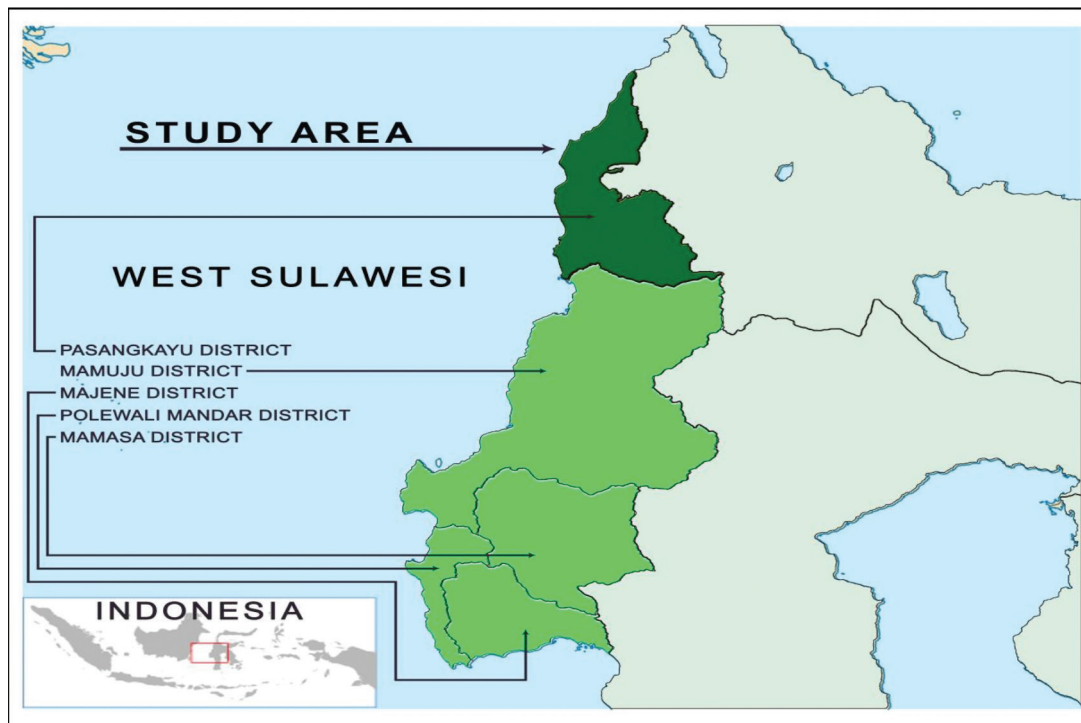 STUDY AREA
WEST SULAWESI
PASANGKAYU DISTRICT
MAMUJU DISTRICT
MAJENE DISTRICT
POLEWALI MANDAR DISTRICT
MAMASA DISTRICT
INDONESIA